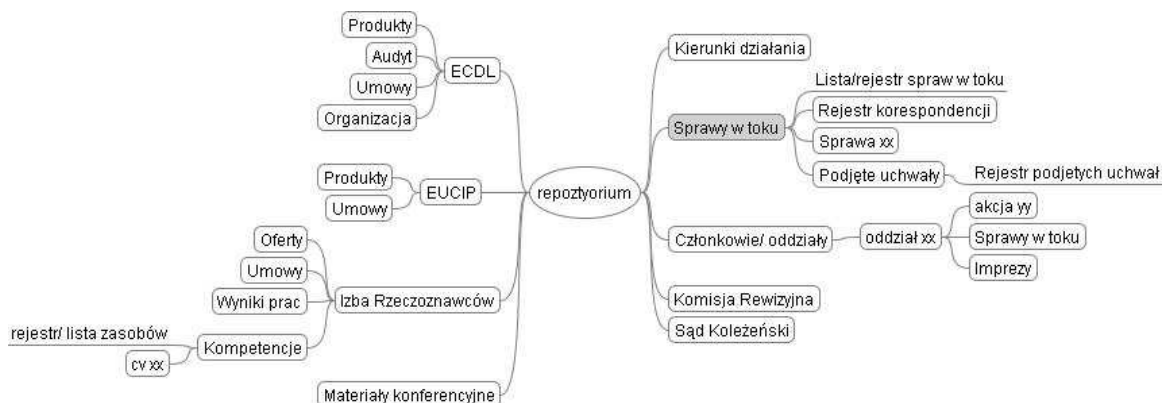 Produkty
Audyt
Umowy
Organizacja
ECDL
Produkty
Umowy
EUCIP
Oferty
Umowy
Wyniki prac
rejestr/ lista zasobów
cv xx
Kompetencje
Izba Rzeczoznawców
Materiały konferencyjne
repoztyorium
Kierunki działania
Sprawy w toku
Lista/rejestr spraw w toku
Rejestr korespondencji
Sprawa xx
Podjęte uchwały
Rejestr podjetych uchwał
Członkowie/ oddziały
oddział xx
akcja yy
Sprawy w toku
Imprezy
Komisja Rewizyjna
Sąd Koleżeński